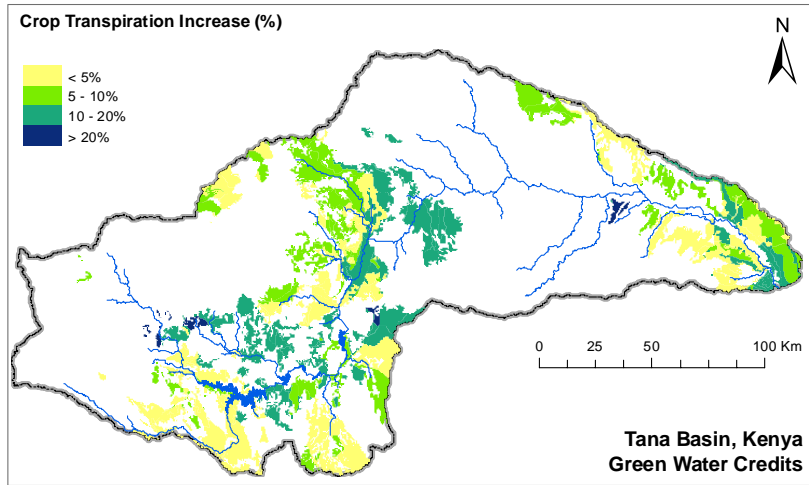 Crop Transpiration Increase (%)
< 5%
5 - 10%
10 - 20%
> 20%
N
0 25 50 100 Km
Tana Basin, Kenya
Green Water Credits